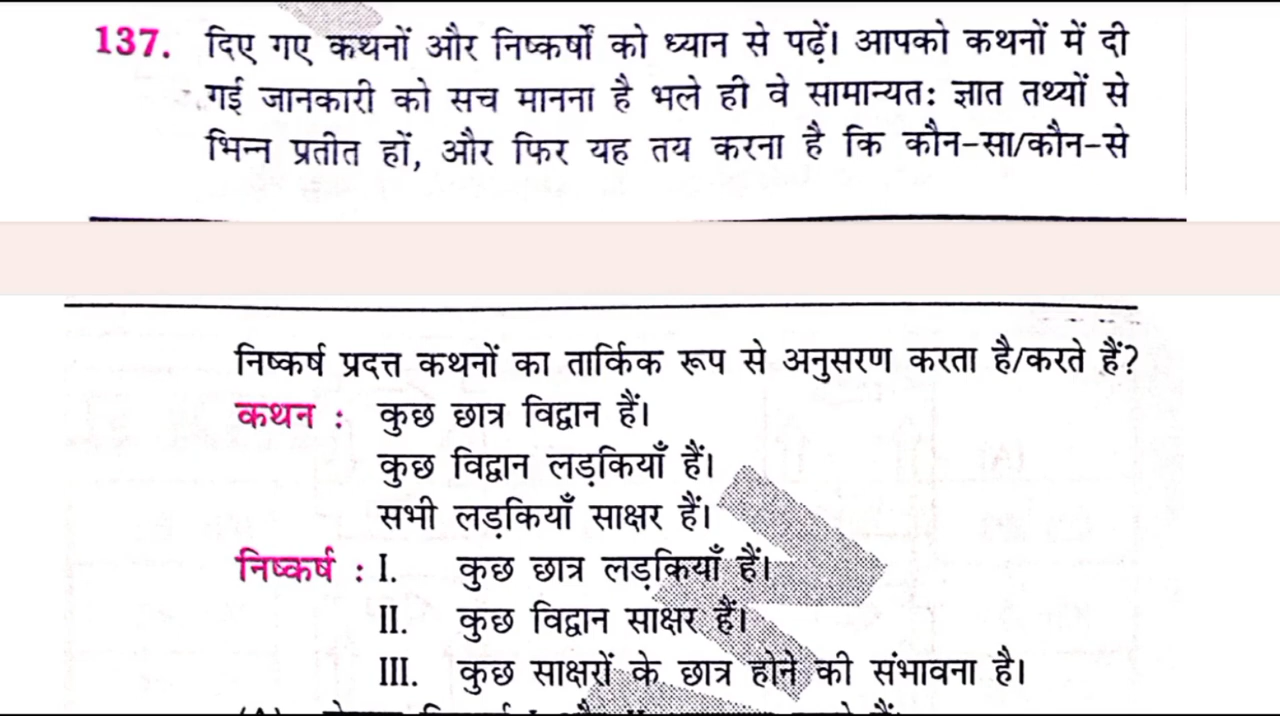 137. दिए गए कथनों और निष्कर्षों को ध्यान से पढ़ें। आपको कथनों में दी
गई जानकारी को सच मानना है भले ही वे सामान्यतः ज्ञात तथ्यों से
भिन्न प्रतीत हों, और फिर यह तय करना है कि कौन-सा/कौन-से
निष्कर्ष प्रदत्त कथनों का तार्किक रूप से अनुसरण करता है/करते हैं?
कथन : कुछ छात्र विद्वान हैं।
कुछ विद्वान लड़कियाँ हैं।
सभी लड़कियाँ साक्षर हैं।
निष्कर्ष : I. कुछ छात्र लड़कियाँ हैं।
II. कुछ विद्वान साक्षर हैं।
III. कुछ साक्षरों के छात्र होने की संभावना है।